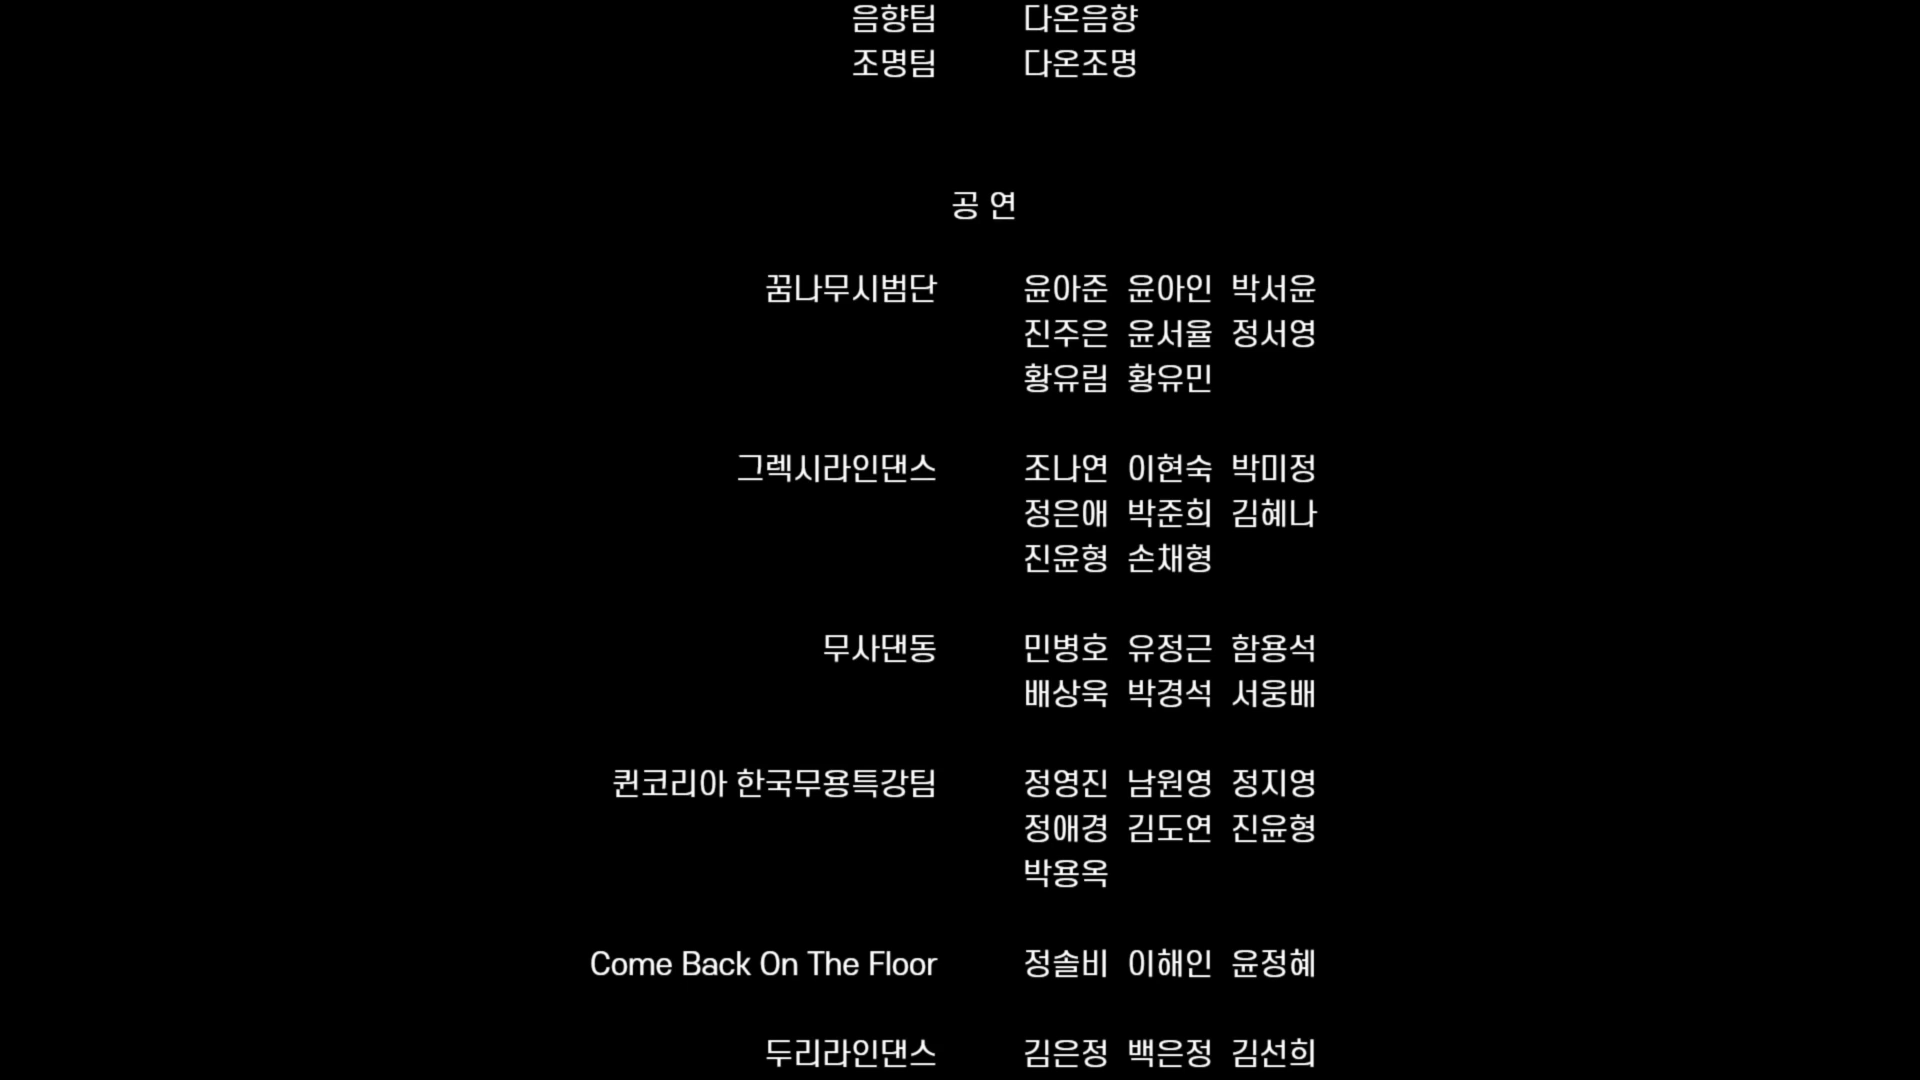 음향팀 다온음향
조명팀 다온조명
공 연
꿈나무시범단 윤아준 윤아인 박서윤
진주은 윤서율 정서영
황유림 황유민
그렉시라인댄스 조나연 이현숙 박미정
정은애 박준희 김혜나
진윤형 손채형
무사댄동 민병호 유정근 함용석
배상욱 박경석 서웅배
퀸코리아 한국무용특강팀 정영진 남원영 정지영
정애경 김도연 진윤형
박용옥
Come Back On The Floor 정솔비 이해인 윤정혜
두리라인댄스 김은정 백은정 김선희